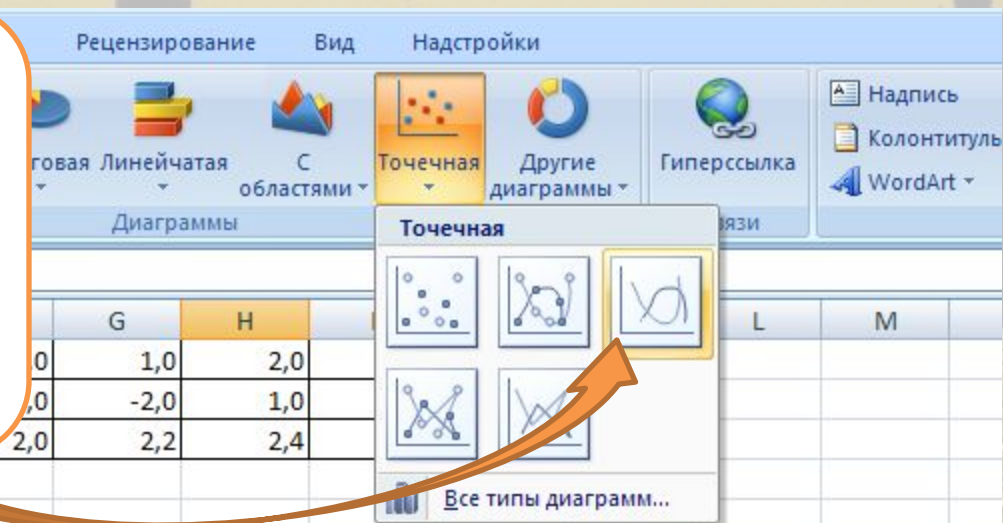 Рецензирование Вид Надстройки
говая Линейчатая С областями Точечная Другие диаграммы Гиперссылка
Надпись
Колонтитулы
WordArt
Диаграммы язи
Точечная
G H L M
,0 1,0 2,0
,0 -2,0 1,0
2,0 2,2 2,4
Все типы диаграмм...